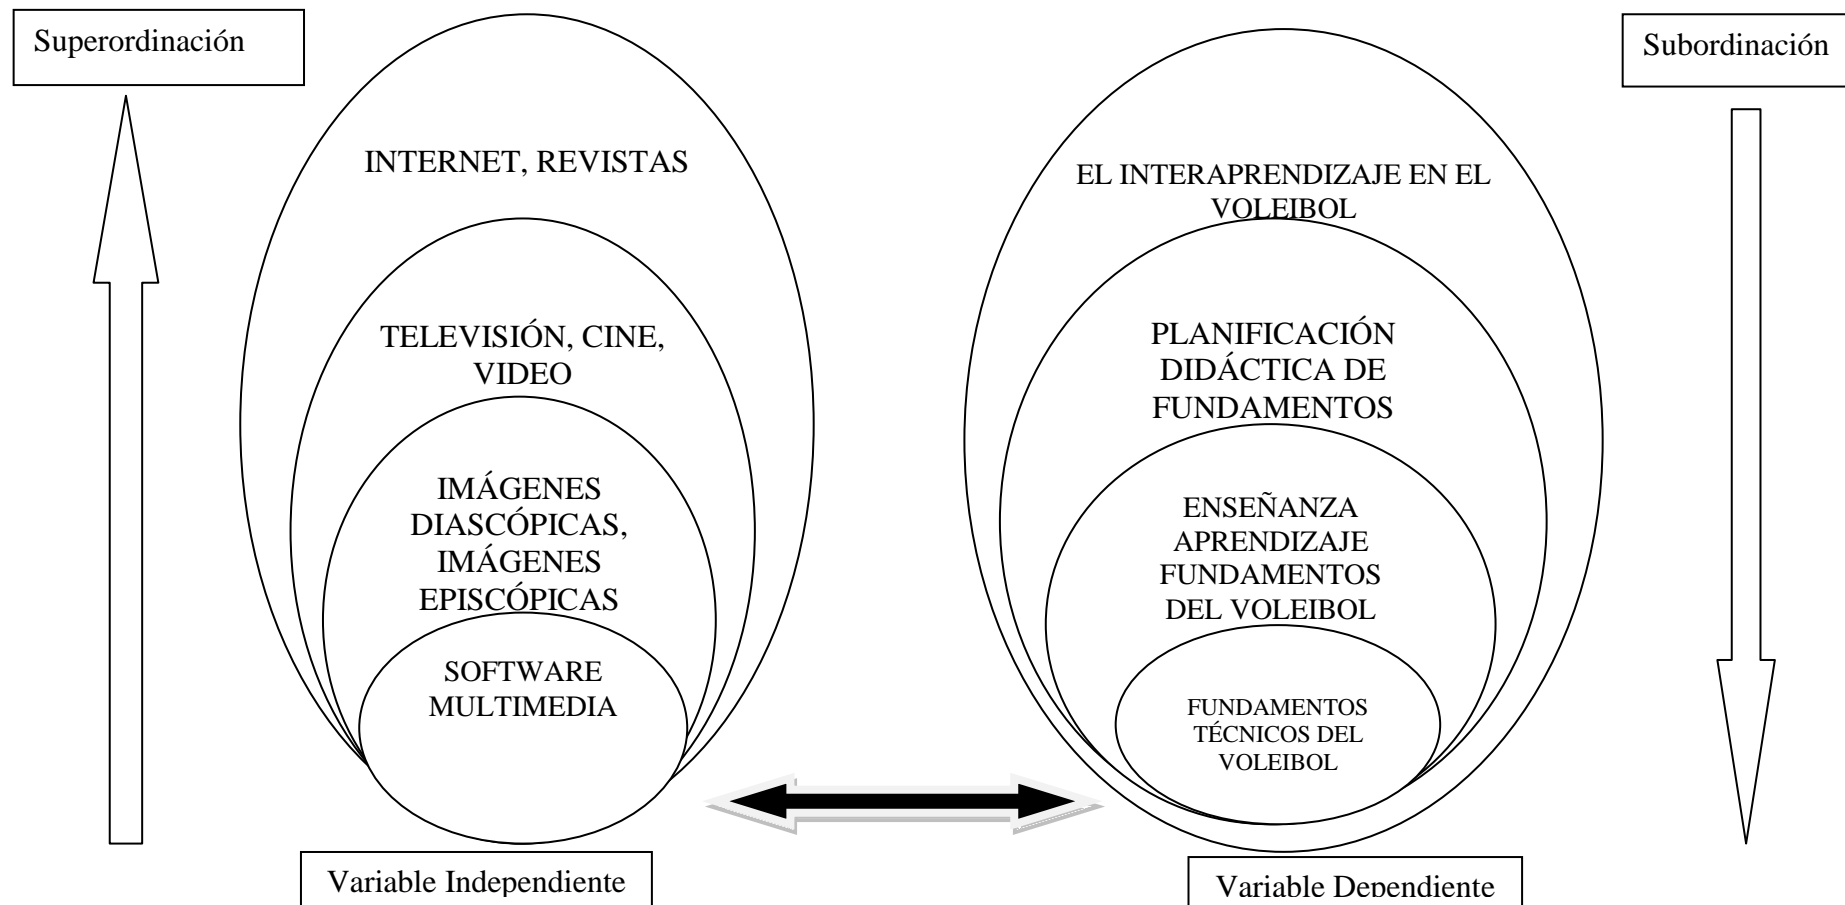 Superordinación
Subordinación
INTERNET, REVISTAS
TELEVISIÓN, CINE,
VIDEO
IMÁGENES
DIASCÓPICAS,
IMÁGENES
EPISCÓPICAS
SOFTWARE
MULTIMEDIA
EL INTERAPRENDIZAJE EN EL
VOLEIBOL
PLANIFICACIÓN
DIDÁCTICA DE
FUNDAMENTOS
ENSEÑANZA
APRENDIZAJE
FUNDAMENTOS
DEL VOLEIBOL
FUNDAMENTOS
TÉCNICOS DEL
VOLEIBOL
Variable Independiente
Variable Dependiente